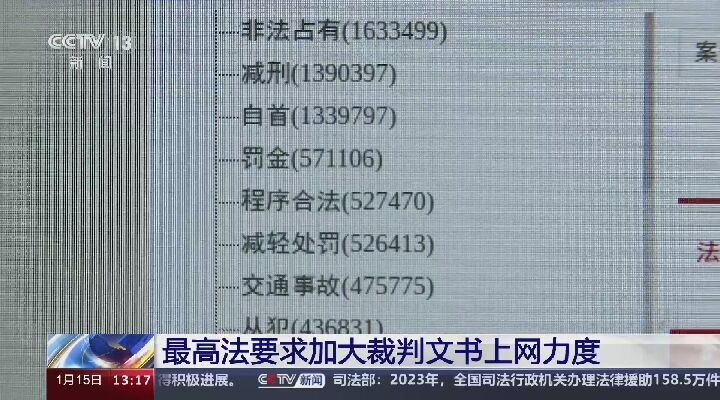 CCTV 13
新闻
非法占有(1633499)
减刑(1390397)
自首(1339797)
罚金(571106)
程序合法(527470)
减轻处罚(526413)
交通事故(475775)
从犯(436831)
案
法
最高法要求加大裁判文书上网力度
1月15日 13:17 得积极进展。 CCTV 新闻 司法部：2023年，全国司法行政机关办理法律援助158.5万件